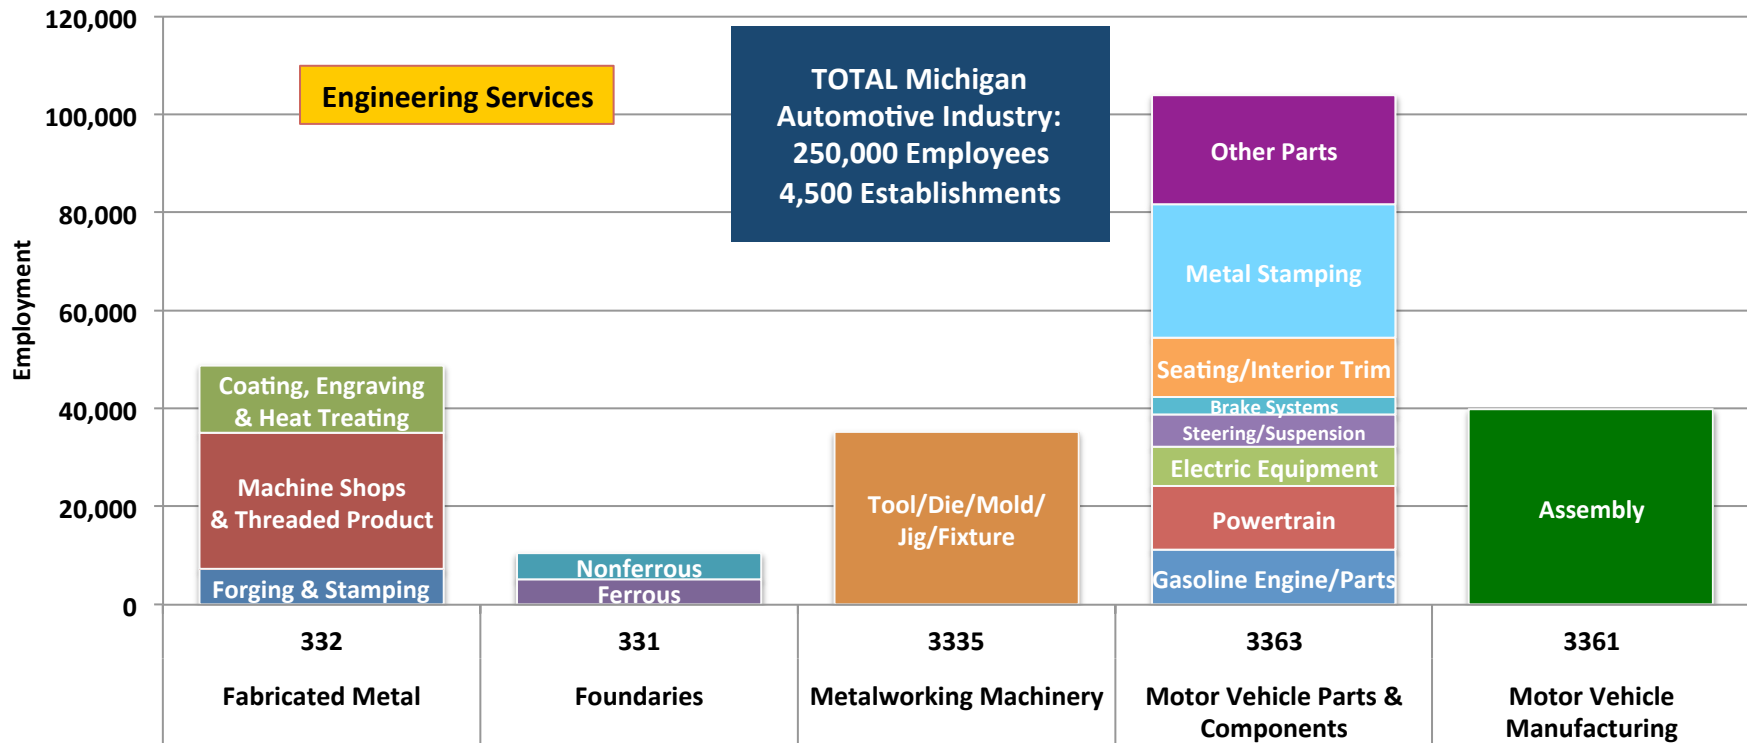 120,000
100,000
80,000
60,000
40,000
20,000
0
Employment
Engineering Services
TOTAL Michigan
Automotive Industry:
250,000 Employees
4,500 Establishments
Coating, Engraving
& Heat Treating
Machine Shops
& Threaded Product
Forging & Stamping
Nonferrous
Ferrous
Tool/Die/Mold/
Jig/Fixture
Other Parts
Metal Stamping
Seating/Interior Trim
Brake Systems
Steering/Suspension
Electric Equipment
Powertrain
Gasoline Engine/Parts
Assembly
332
331
3335
3363
3361
Fabricated Metal
Foundaries
Metalworking Machinery
Motor Vehicle Parts &
Components
Motor Vehicle
Manufacturing